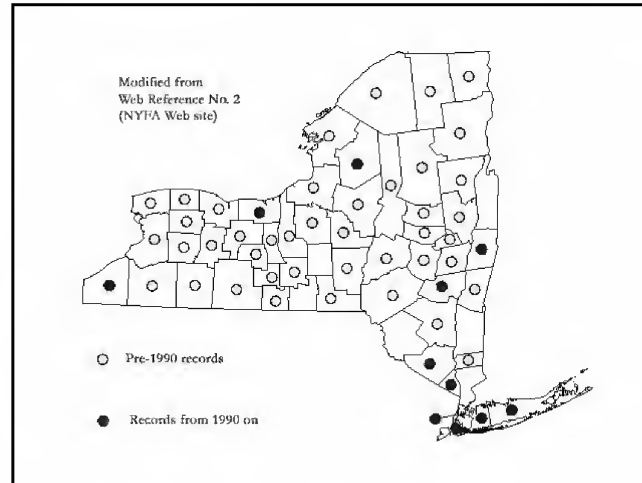 Modified from
Web Reference No. 2
(NYFA Web site)
Pre-1990 records
Records from 1990 on